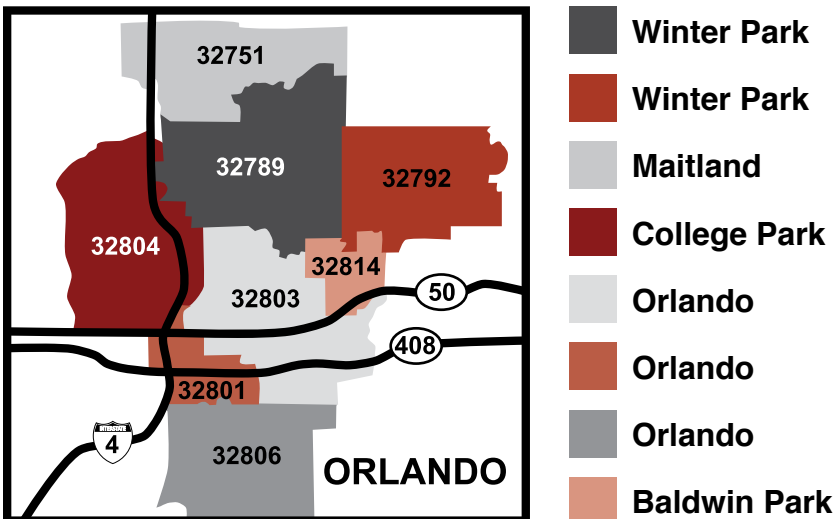 32751
32789
32792
32804
32814
32803
50
408
32801
INTERSTATE
4
32806
ORLANDO
Winter Park
Winter Park
Maitland
College Park
Orlando
Orlando
Orlando
Baldwin Park